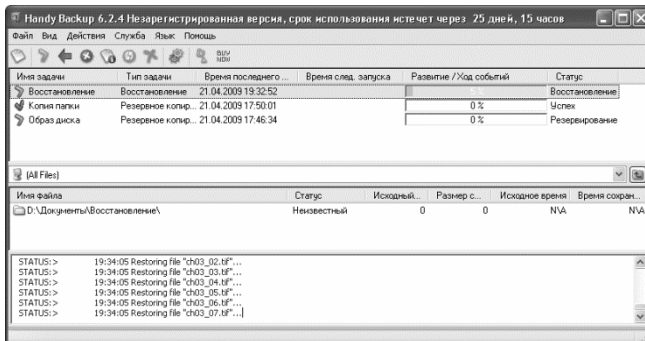 Handy Backup 6.2.4 Незарегистрированная версия, срок использования истечет через 25 дней, 15 часов
Файл Вид Действия Служба Язык Помощь
BUY NOW
Имя задачи Тип задачи Время последнего ... Время след. запуска Развитие / Ход событий Статус
Восстановление Восстановление 21.04.2009 19:32:52 5 % Восстановление
Копия папки Резервное копир... 21.04.2009 17:50:01 0 % Успех
Образ диска Резервное копир... 21.04.2009 17:46:34 0 % Резервирование
(All Files)
Имя файла Статус Исходный... Размер с... Исходное время Время сохран...
D:\Документы\Восстановление\ Неизвестный 0 0 N\A N\A
STATUS:> 19:34:05 Restoring file "ch03_02.tif"...
STATUS:> 19:34:05 Restoring file "ch03_03.tif"...
STATUS:> 19:34:05 Restoring file "ch03_04.tif"...
STATUS:> 19:34:05 Restoring file "ch03_05.tif"...
STATUS:> 19:34:05 Restoring file "ch03_06.tif"...
STATUS:> 19:34:05 Restoring file "ch03_07.tif"...